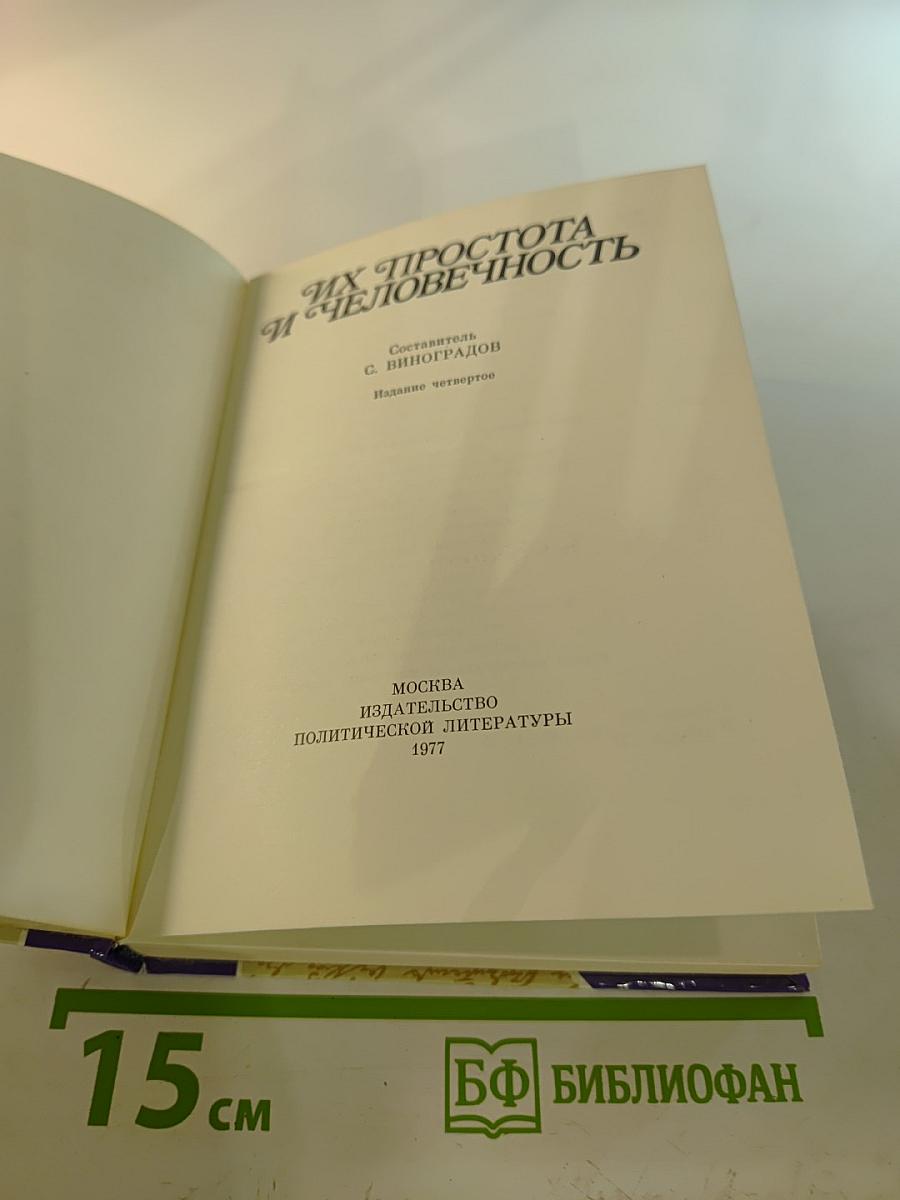 ИХ ПРОСТОТА
И ЧЕЛОВЕЧНОСТЬ
Составитель
С. ВИНОГРАДОВ
Издание четвертое
МОСКВА
ИЗДАТЕЛЬСТВО
ПОЛИТИЧЕСКОЙ ЛИТЕРАТУРЫ
1977
15 см
БФ БИБЛИОФАН